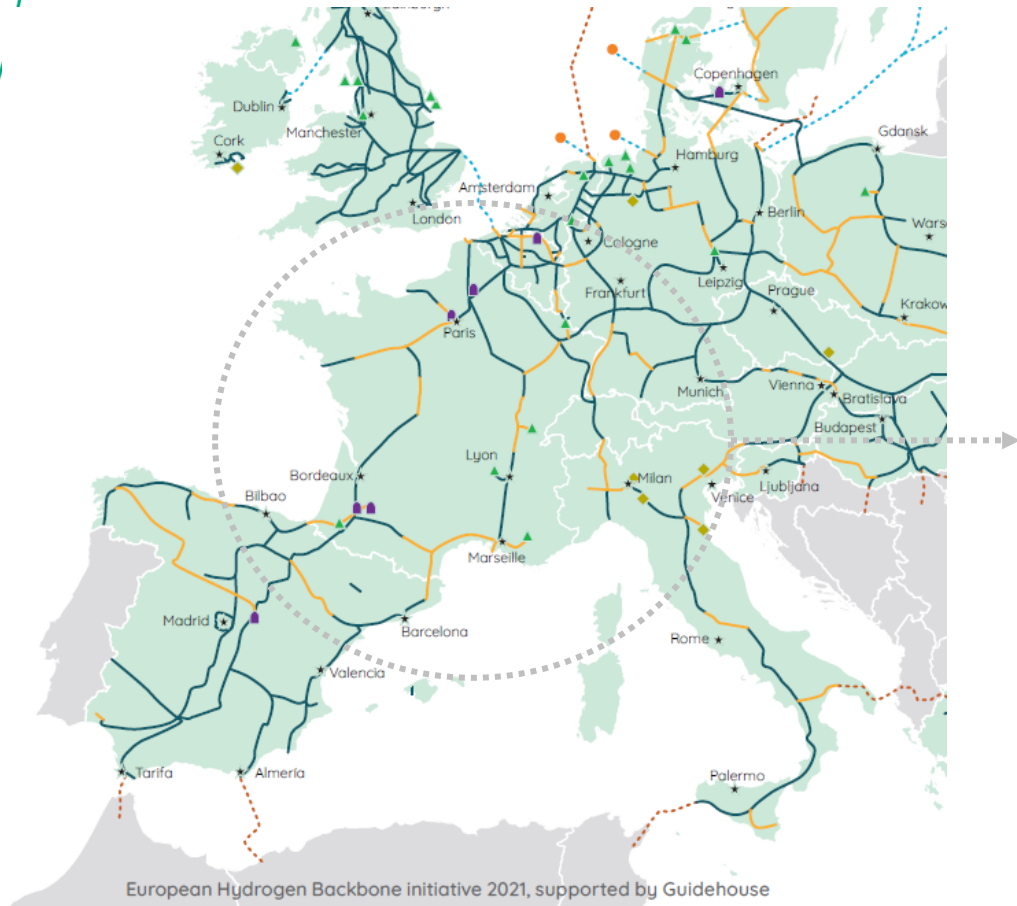 Copenhagen
Dublin
Manchester
Gdansk
Cork
Hamburg
Amsterdam
London
Berlin
Cologne
Leipzig
Frankfurt
Prague
Krakow
Paris
Munich
Vienna
Bratislava
Budapest
Lyon
Bordeaux
Milan
Ljubljana
Venice
Bilbao
Marseille
Madrid
Barcelona
Rome
Valencia
Tarifa
Almería
Palermo
European Hydrogen Backbone initiative 2021, supported by Guidehouse